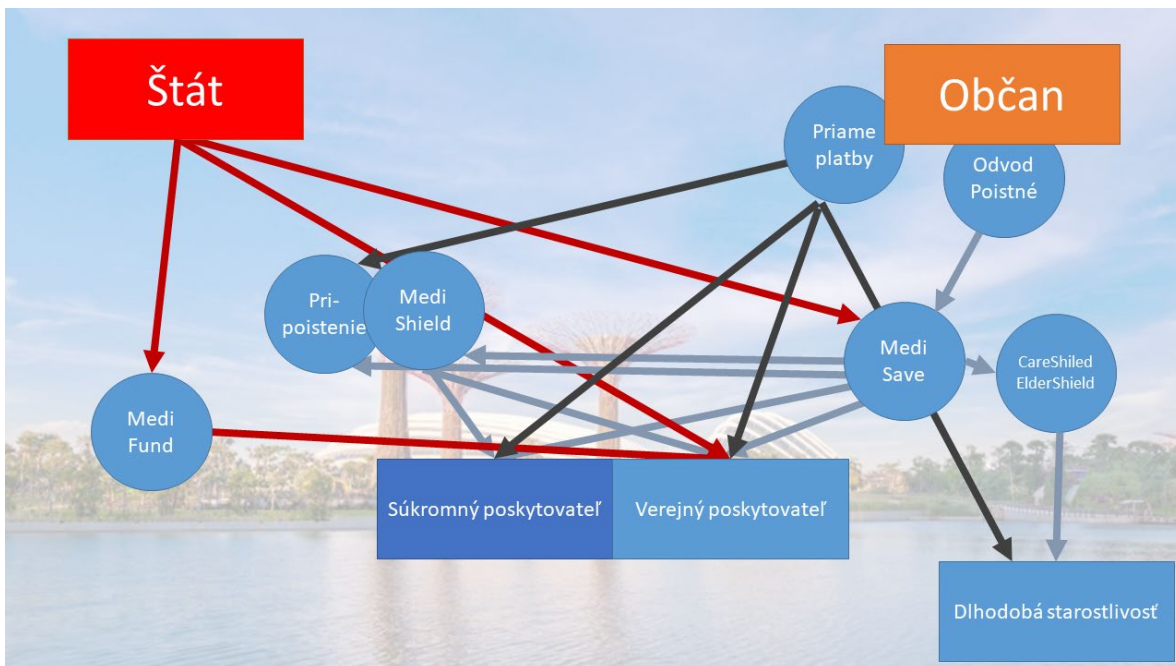 Štát
Občan
Priame
platby
Odvod
Poistné
Pri-
poistenie
Medi
Shield
Medi
Save
CareShiled
ElderShield
Medi
Fund
Súkromný poskytovateľ
Verejný poskytovateľ
Dlhodobá starostlivosť